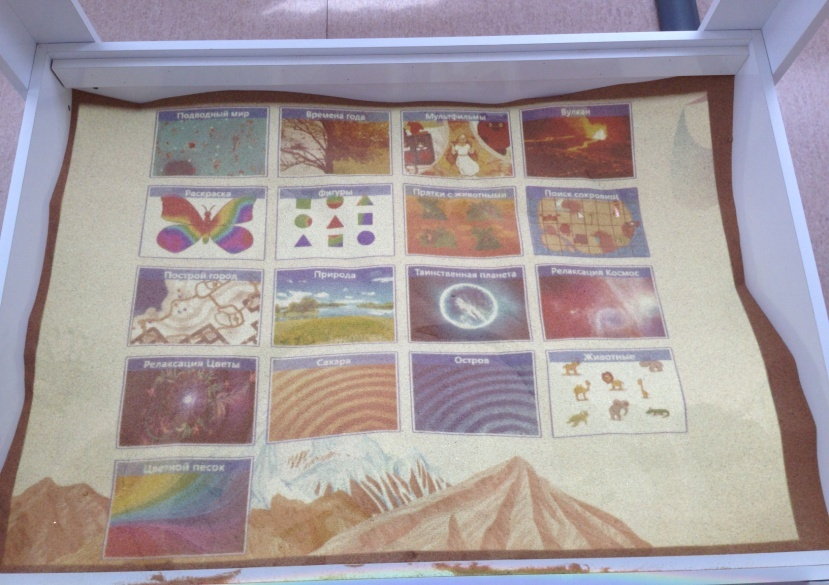 Подводный мир
Времена года
Мультфильмы
Вулкан
Раскраска
Фигуры
Прятки с животными
Поиск сокровищ
Построй город
Природа
Таинственная планета
Релаксация Космос
Релаксация Цветы
Сахара
Остров
Животные
Цветной песок